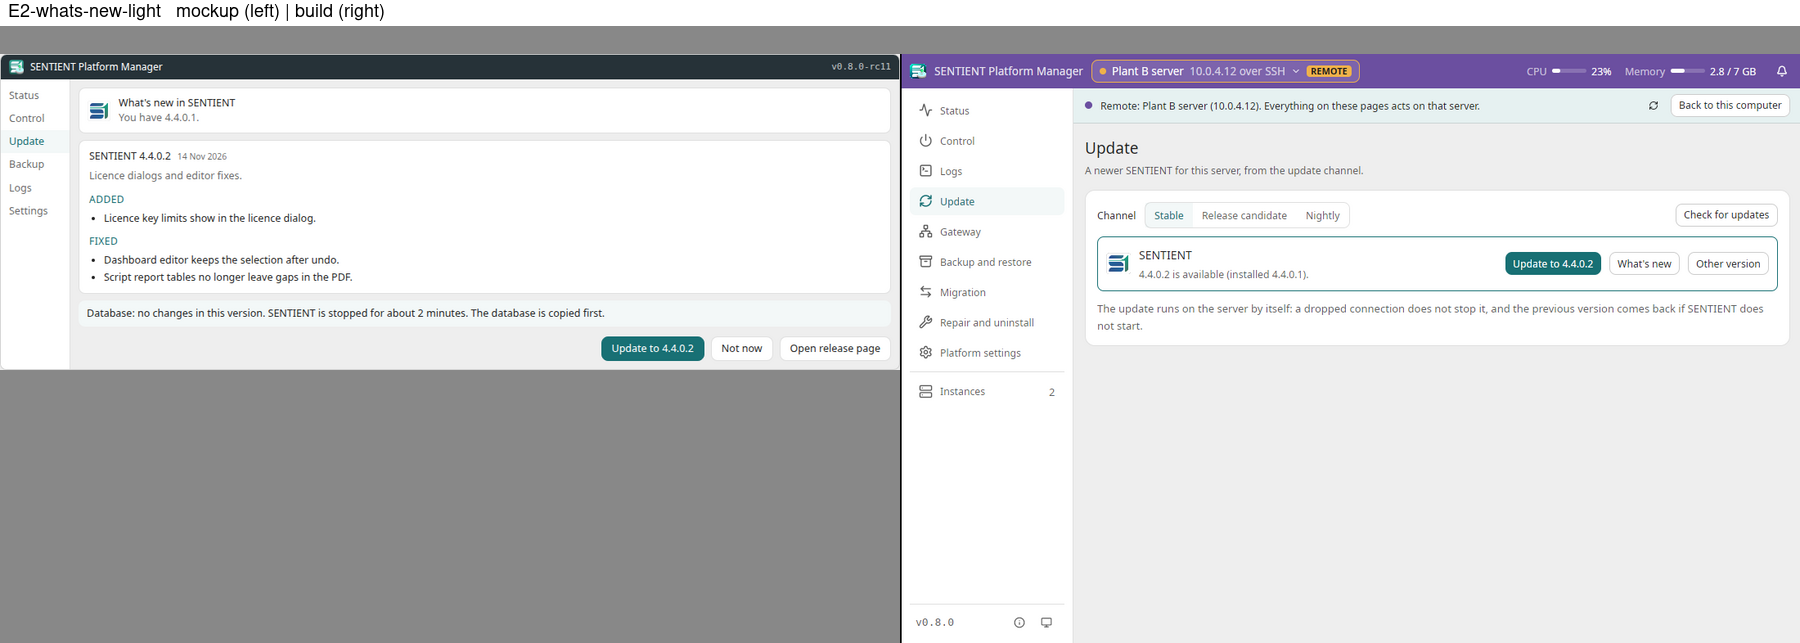 E2-whats-new-light mockup (left) | build (right)
SENTIENT Platform Manager
v0.8.0-rc11
Status
Control
Update
Backup
Logs
Settings
What's new in SENTIENT
You have 4.4.0.1.
SENTIENT 4.4.0.2 14 Nov 2026
Licence dialogs and editor fixes.
ADDED
• Licence key limits show in the licence dialog.
FIXED
• Dashboard editor keeps the selection after undo.
• Script report tables no longer leave gaps in the PDF.
Database: no changes in this version. SENTIENT is stopped for about 2 minutes. The database is copied first.
Update to 4.4.0.2
Not now
Open release page
SENTIENT Platform Manager
Plant B server 10.0.4.12 over SSH
REMOTE
CPU 23%
Memory 2.8 / 7 GB
Status
Control
Logs
Update
Gateway
Backup and restore
Migration
Repair and uninstall
Platform settings
Instances 2
v0.8.0
Remote: Plant B server (10.0.4.12). Everything on these pages acts on that server.
Back to this computer
Update
A newer SENTIENT for this server, from the update channel.
Channel
Stable
Release candidate
Nightly
Check for updates
SENTIENT
4.4.0.2 is available (installed 4.4.0.1).
Update to 4.4.0.2
What's new
Other version
The update runs on the server by itself: a dropped connection does not stop it, and the previous version comes back if SENTIENT does
not start.